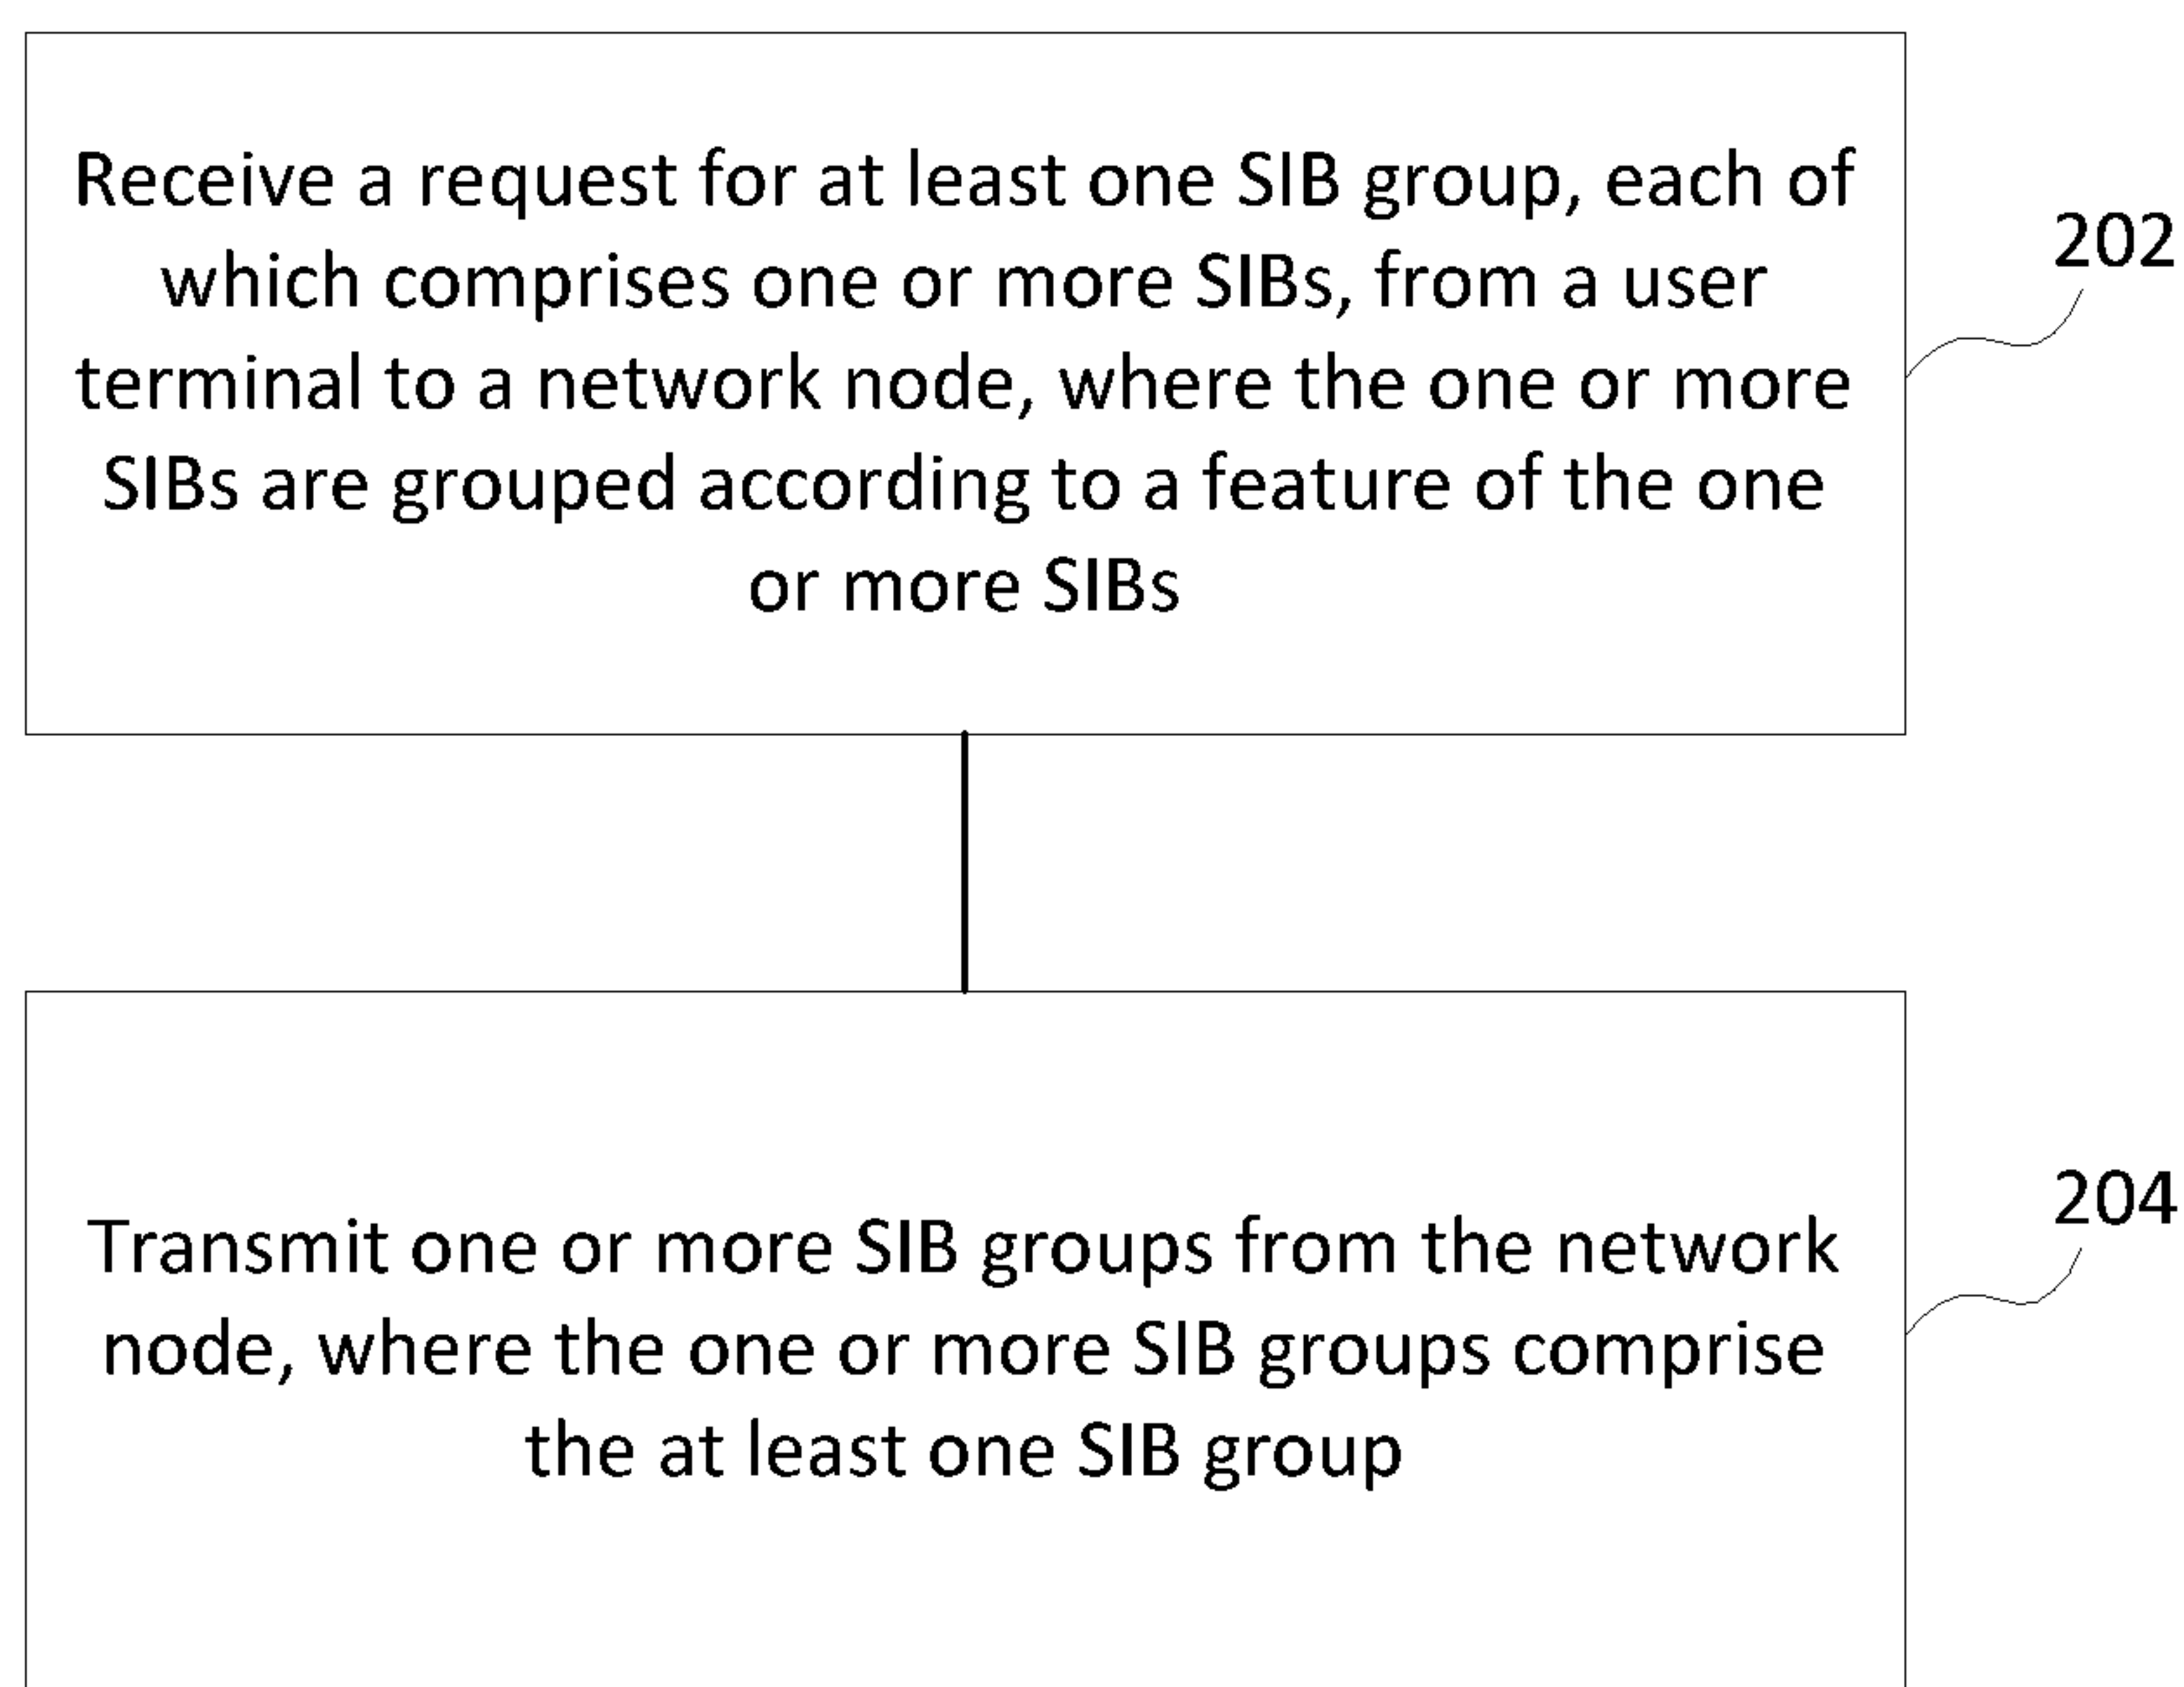 Receive a request for at least one SIB group, each of
which comprises one or more SIBs, from a user
terminal to a network node, where the one or more
SIBs are grouped according to a feature of the one
or more SIBs
202
Transmit one or more SIB groups from the network
node, where the one or more SIB groups comprise
the at least one SIB group
204